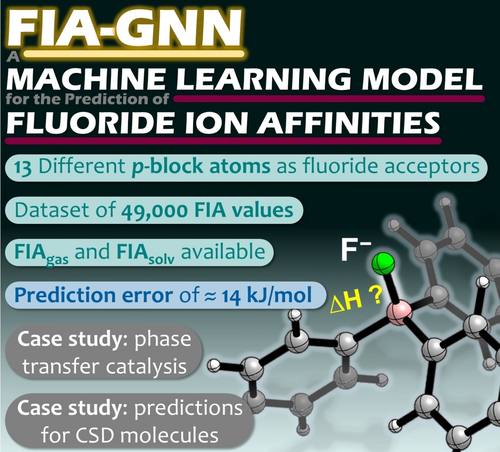 FIA-GNN
A
MACHINE LEARNING MODEL
for the Prediction of
FLUORIDE ION AFFINITIES
13 Different p-block atoms as fluoride acceptors
Dataset of 49,000 FIA values
FIAgas and FIAsolv available
F⁻
Prediction error of ≈ 14 kJ/mol
ΔH ?
Case study: phase
transfer catalysis
Case study: predictions
for CSD molecules